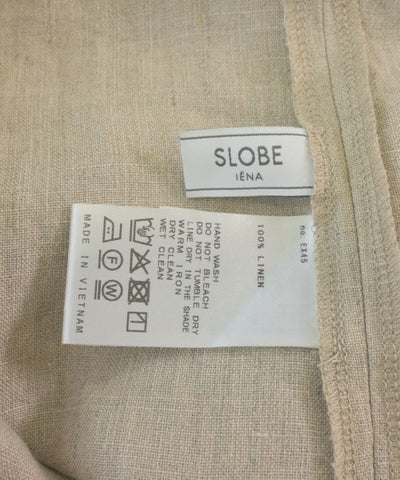 SLOBE
IÉNA
no. EX45
100% LINEN
HAND WASH
DO NOT BLEACH
DO NOT TUMBLE DRY
LINE DRY IN THE SHADE
WARM IRON
DRY CLEAN
WET CLEAN
F
W
MADE IN VIETNAM